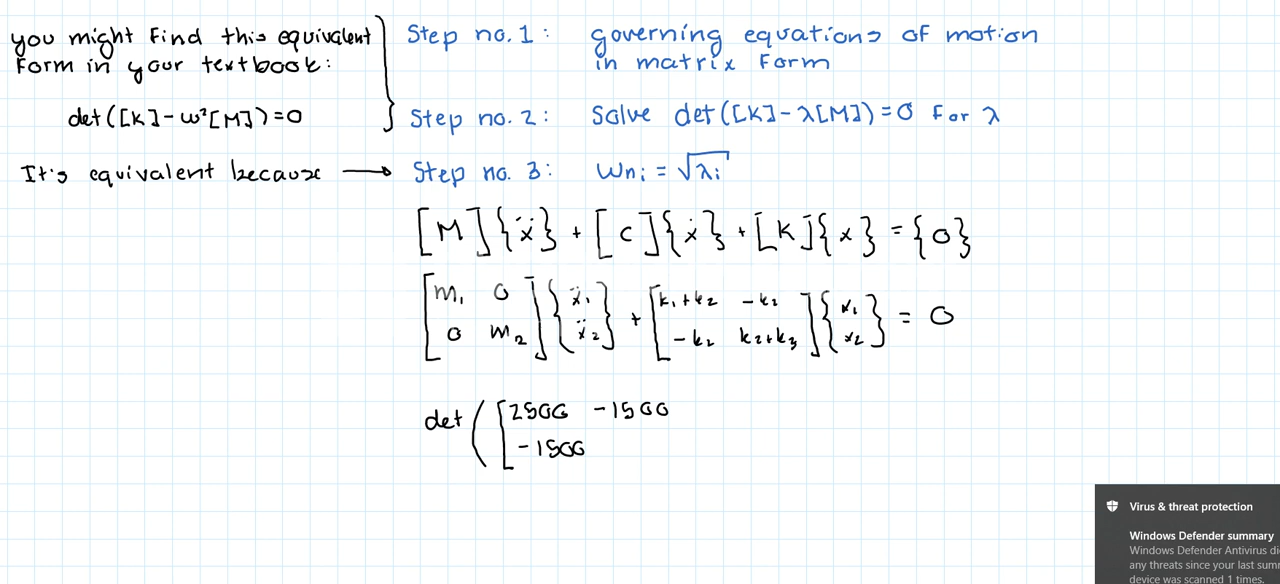 you might find this equivalent
form in your textbook:
det([K]-ω²[M])=0
It's equivalent because →
Step no. 1: governing equations of motion
in matrix form
Step no. 2: Solve det([K]-λ[M])=0 for λ
Step no. 3: ωnᵢ = √λᵢ
[M]{ẍ} + [c]{ẋ} + [K]{x} = {0}
[m₁ 0] {ẍ₁} + [k₁+k₂ -k₂] {x₁} = 0
[0 m₂] {ẍ₂} [-k₂ k₂+k₃] {x₂}
det ( [2500 -1500
-1500
Virus & threat protection
Windows Defender summary
Windows Defender Antivirus di
any threats since your last sum
device was scanned 1 times.